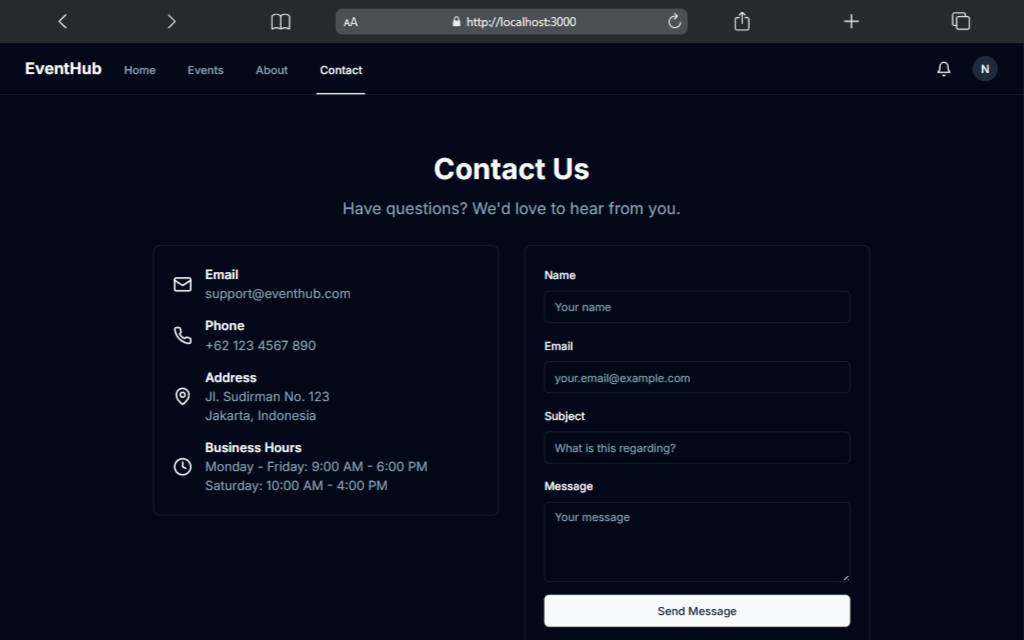 AA http://localhost:3000
EventHub Home Events About Contact N
Contact Us
Have questions? We'd love to hear from you.
Email
support@eventhub.com
Phone
+62 123 4567 890
Address
Jl. Sudirman No. 123
Jakarta, Indonesia
Business Hours
Monday - Friday: 9:00 AM - 6:00 PM
Saturday: 10:00 AM - 4:00 PM
Name
Your name
Email
your.email@example.com
Subject
What is this regarding?
Message
Your message
Send Message